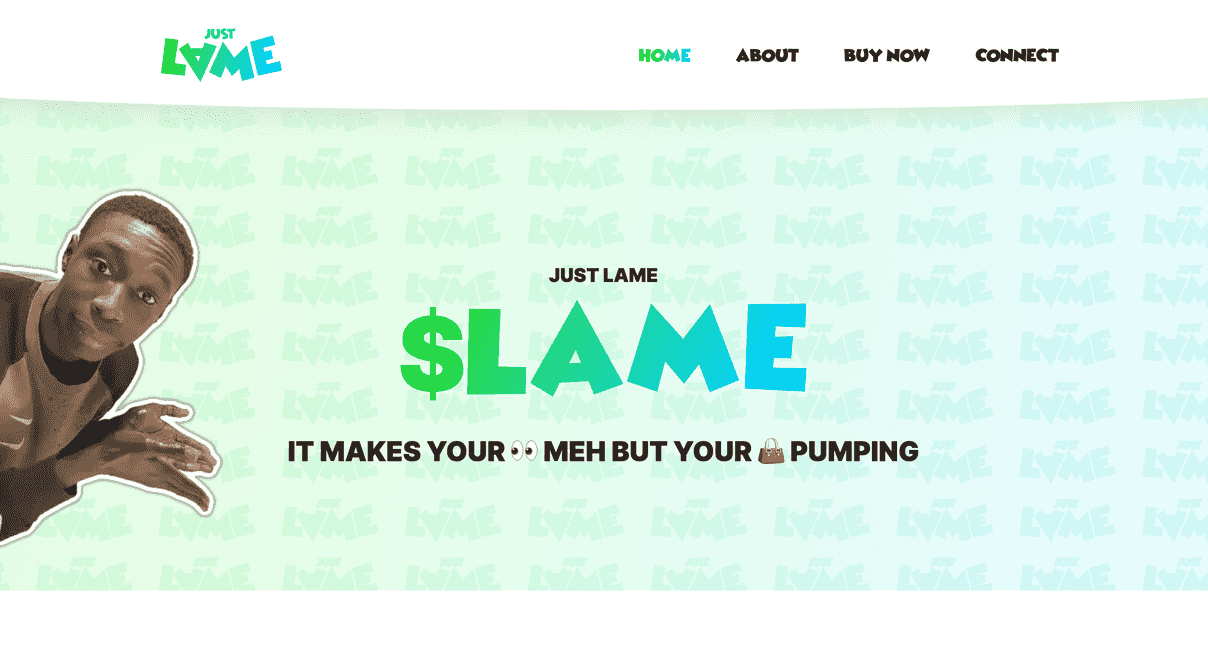 JUST
LAME
HOME ABOUT BUY NOW CONNECT
JUST LAME
$LAME
IT MAKES YOUR 👀 MEH BUT YOUR 👜 PUMPING